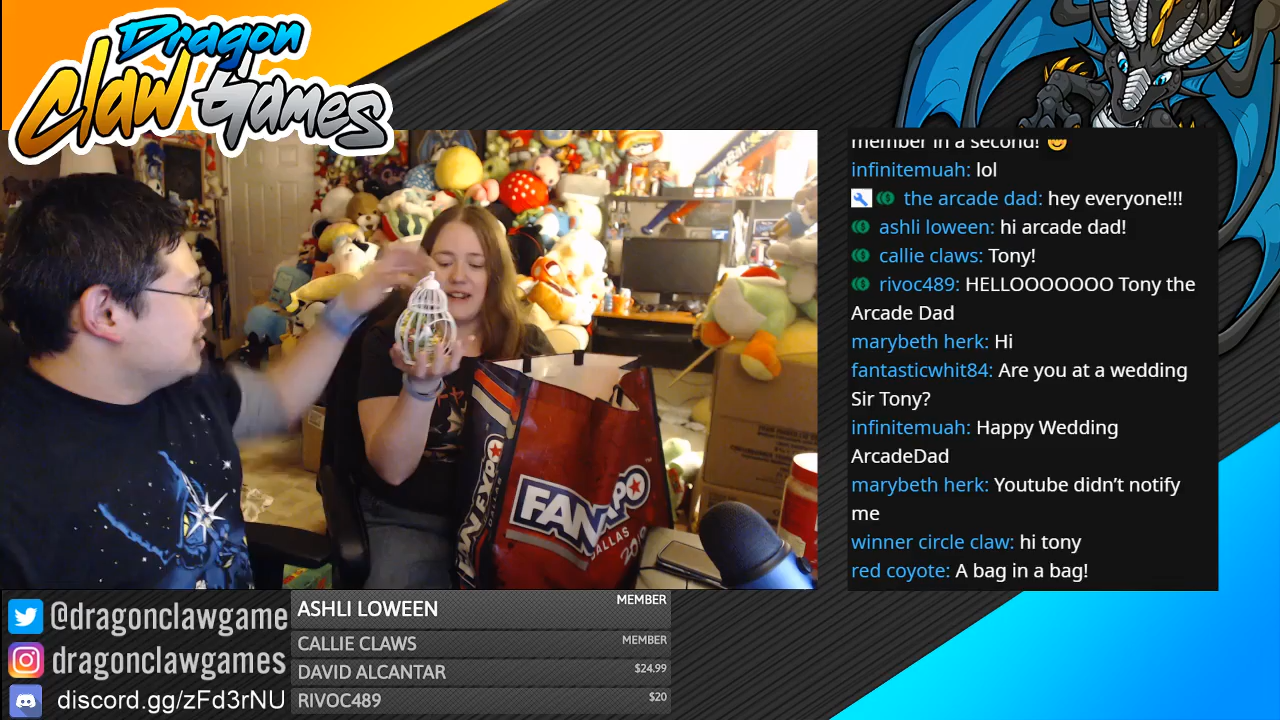 Dragon
Claw Games
FAN EXPO
FAN EXPO
DALLAS
member in a second!
infinitemuah: lol
the arcade dad: hey everyone!!!
ashli loween: hi arcade dad!
callie claws: Tony!
rivoc489: HELLOOOOOOO Tony the
Arcade Dad
marybeth herk: Hi
fantasticwhit84: Are you at a wedding
Sir Tony?
infinitemuah: Happy Wedding
ArcadeDad
marybeth herk: Youtube didn't notify
me
winner circle claw: hi tony
red coyote: A bag in a bag!
@dragonclawgame
dragonclawgames
discord.gg/zFd3rNU
ASHLI LOWEEN MEMBER
CALLIE CLAWS MEMBER
DAVID ALCANTAR $24.99
RIVOC489 $20